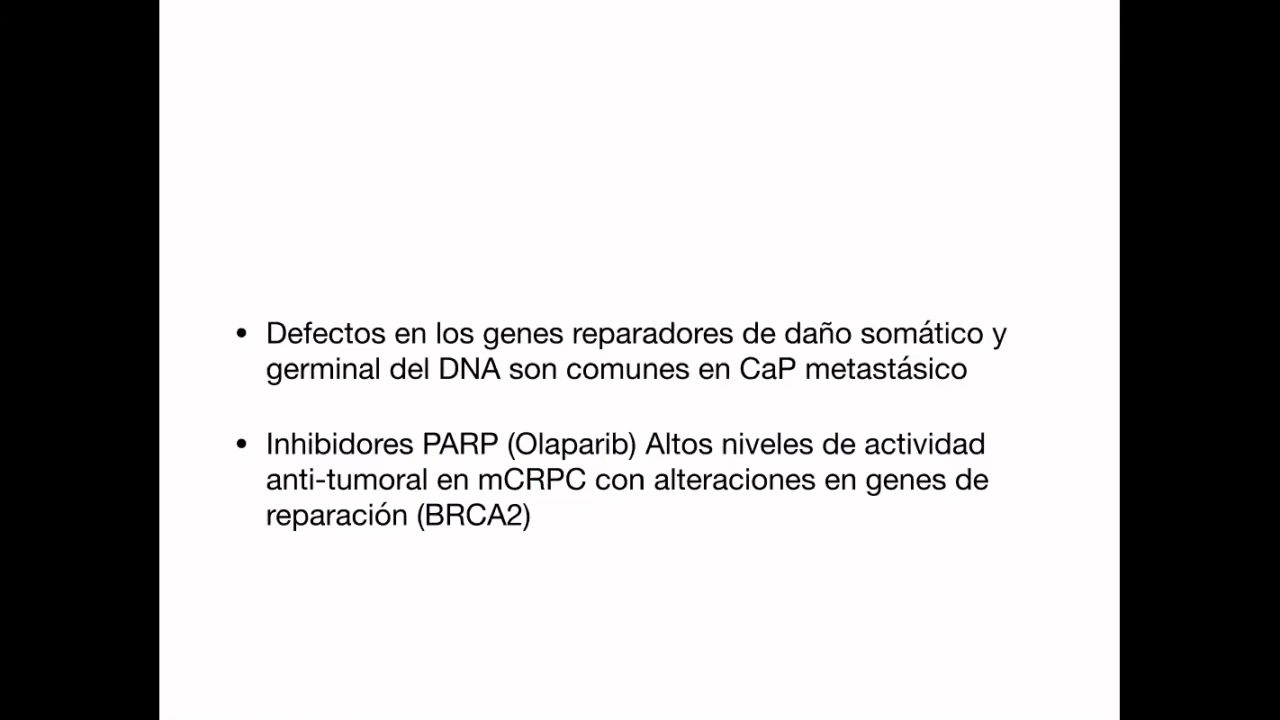 • Defectos en los genes reparadores de daño somático y
germinal del DNA son comunes en CaP metastásico
• Inhibidores PARP (Olaparib) Altos niveles de actividad
anti-tumoral en mCRPC con alteraciones en genes de
reparación (BRCA2)